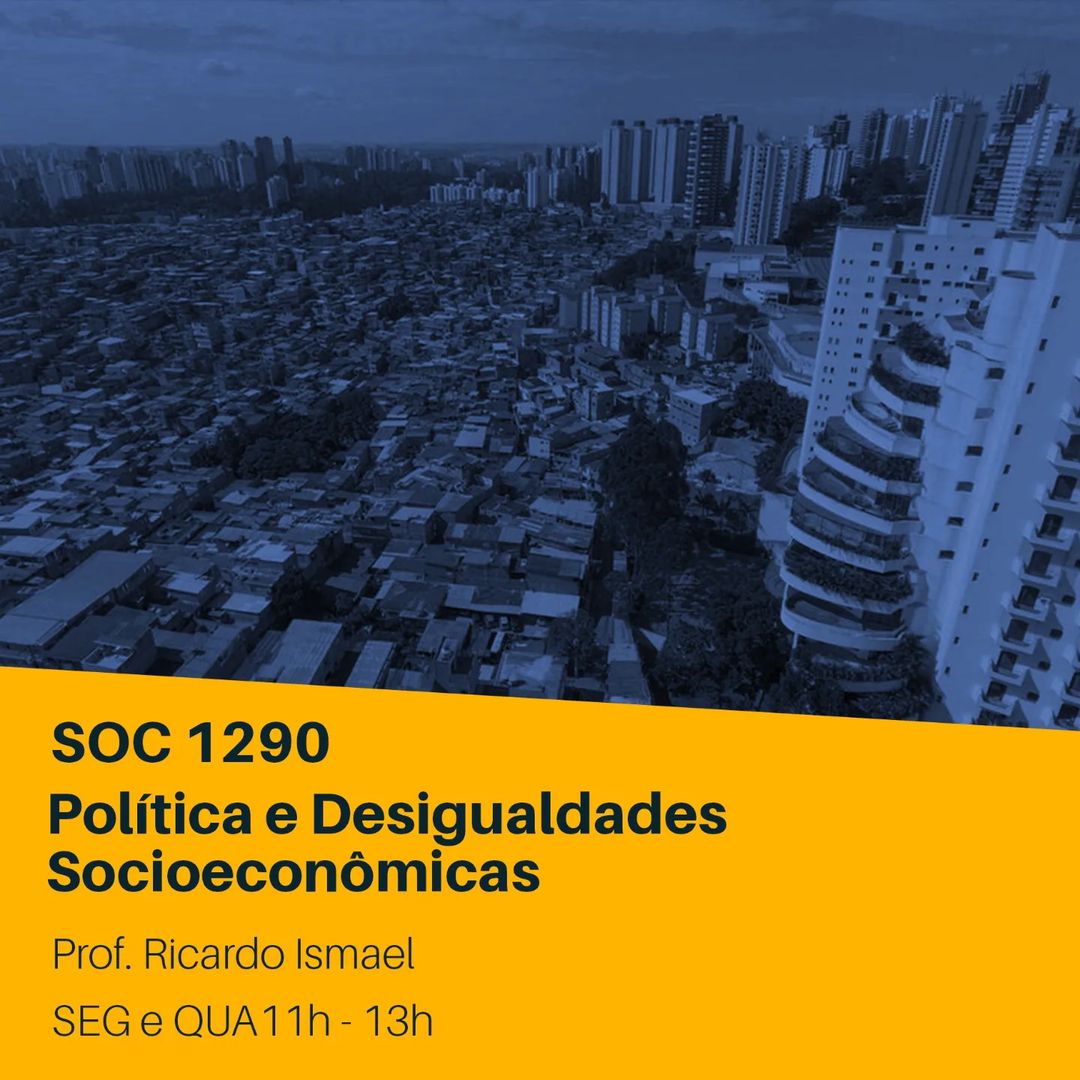 SOC 1290
Política e Desigualdades
Socioeconômicas
Prof. Ricardo Ismael
SEG e QUA 11h - 13h